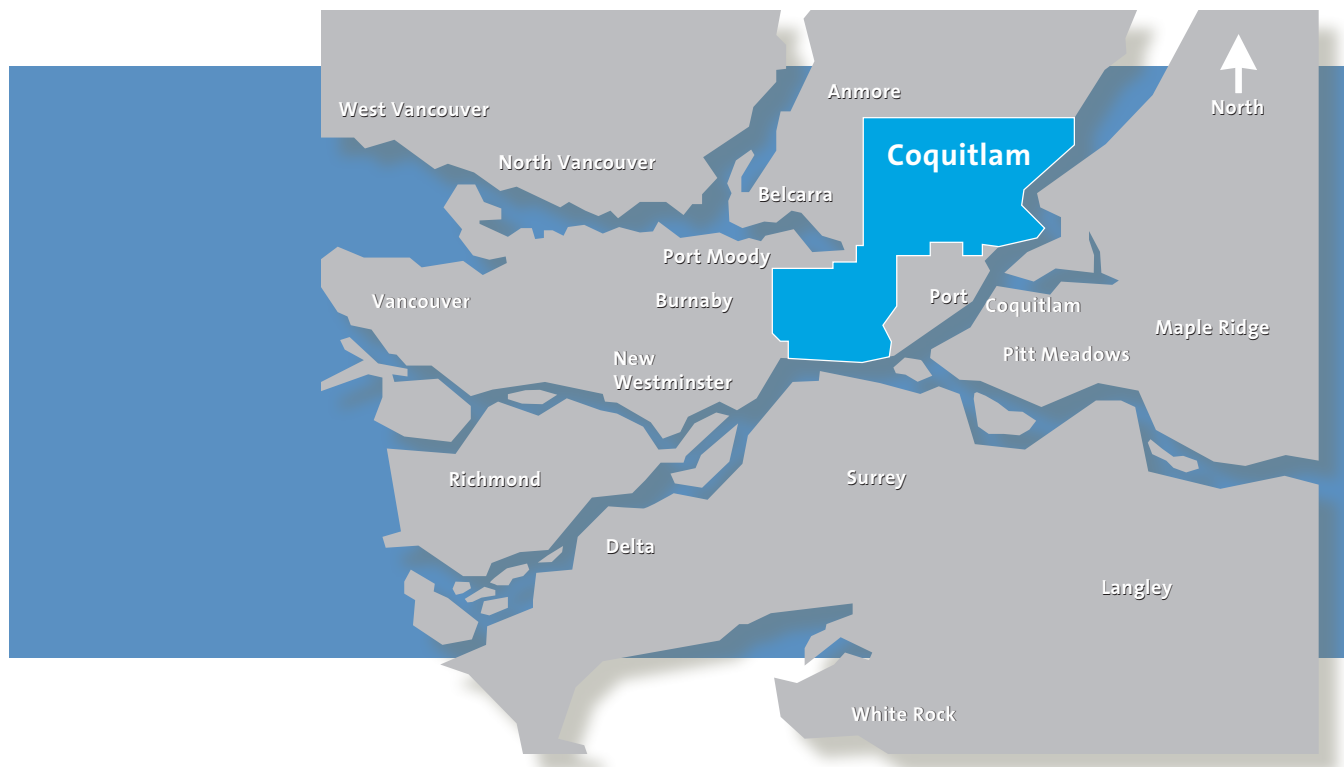 Anmore
West Vancouver
North
Coquitlam
North Vancouver
Belcarra
Port Moody
Vancouver
Burnaby
Port Coquitlam
Maple Ridge
New
Westminster
Pitt Meadows
Richmond
Surrey
Delta
Langley
White Rock